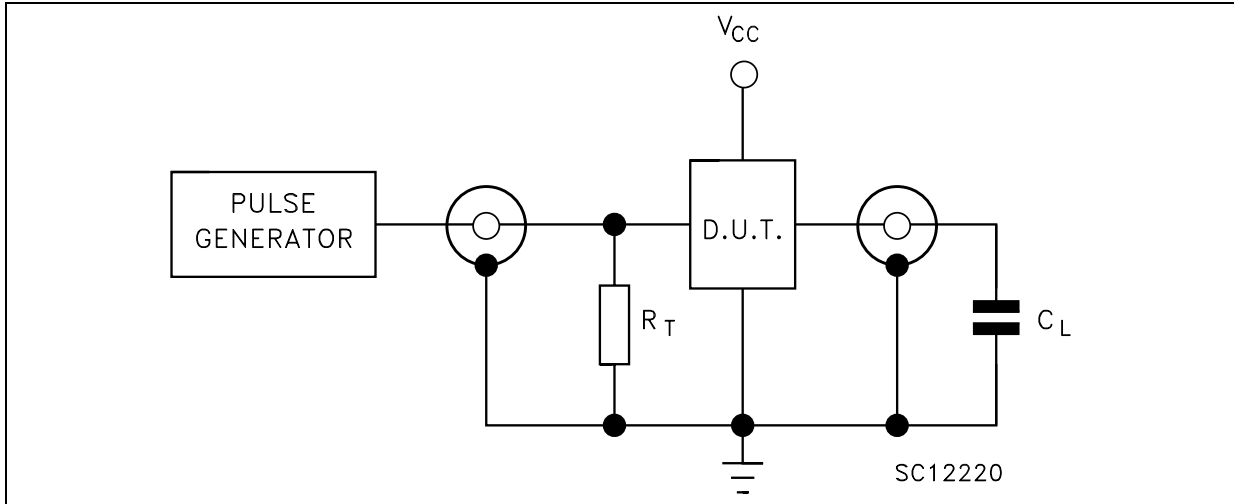 VCC
PULSE
GENERATOR
D.U.T.
RT
CL
SC12220